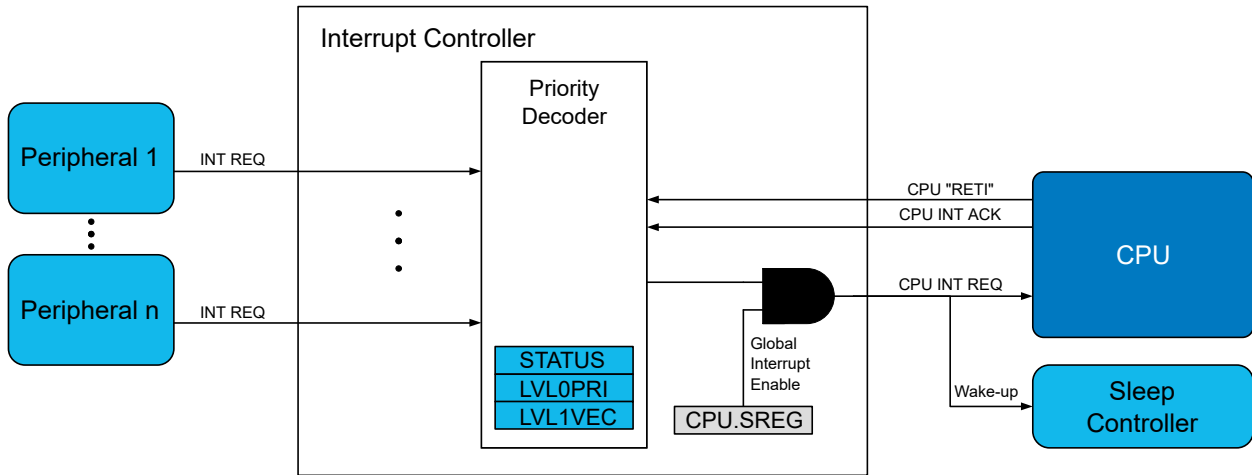 Interrupt Controller
Priority
Decoder
Peripheral 1
INT REQ
Peripheral n
INT REQ
STATUS
LVL0PRI
LVL1VEC
Global
Interrupt
Enable
CPU.SREG
CPU "RETI"
CPU INT ACK
CPU INT REQ
CPU
Wake-up
Sleep
Controller